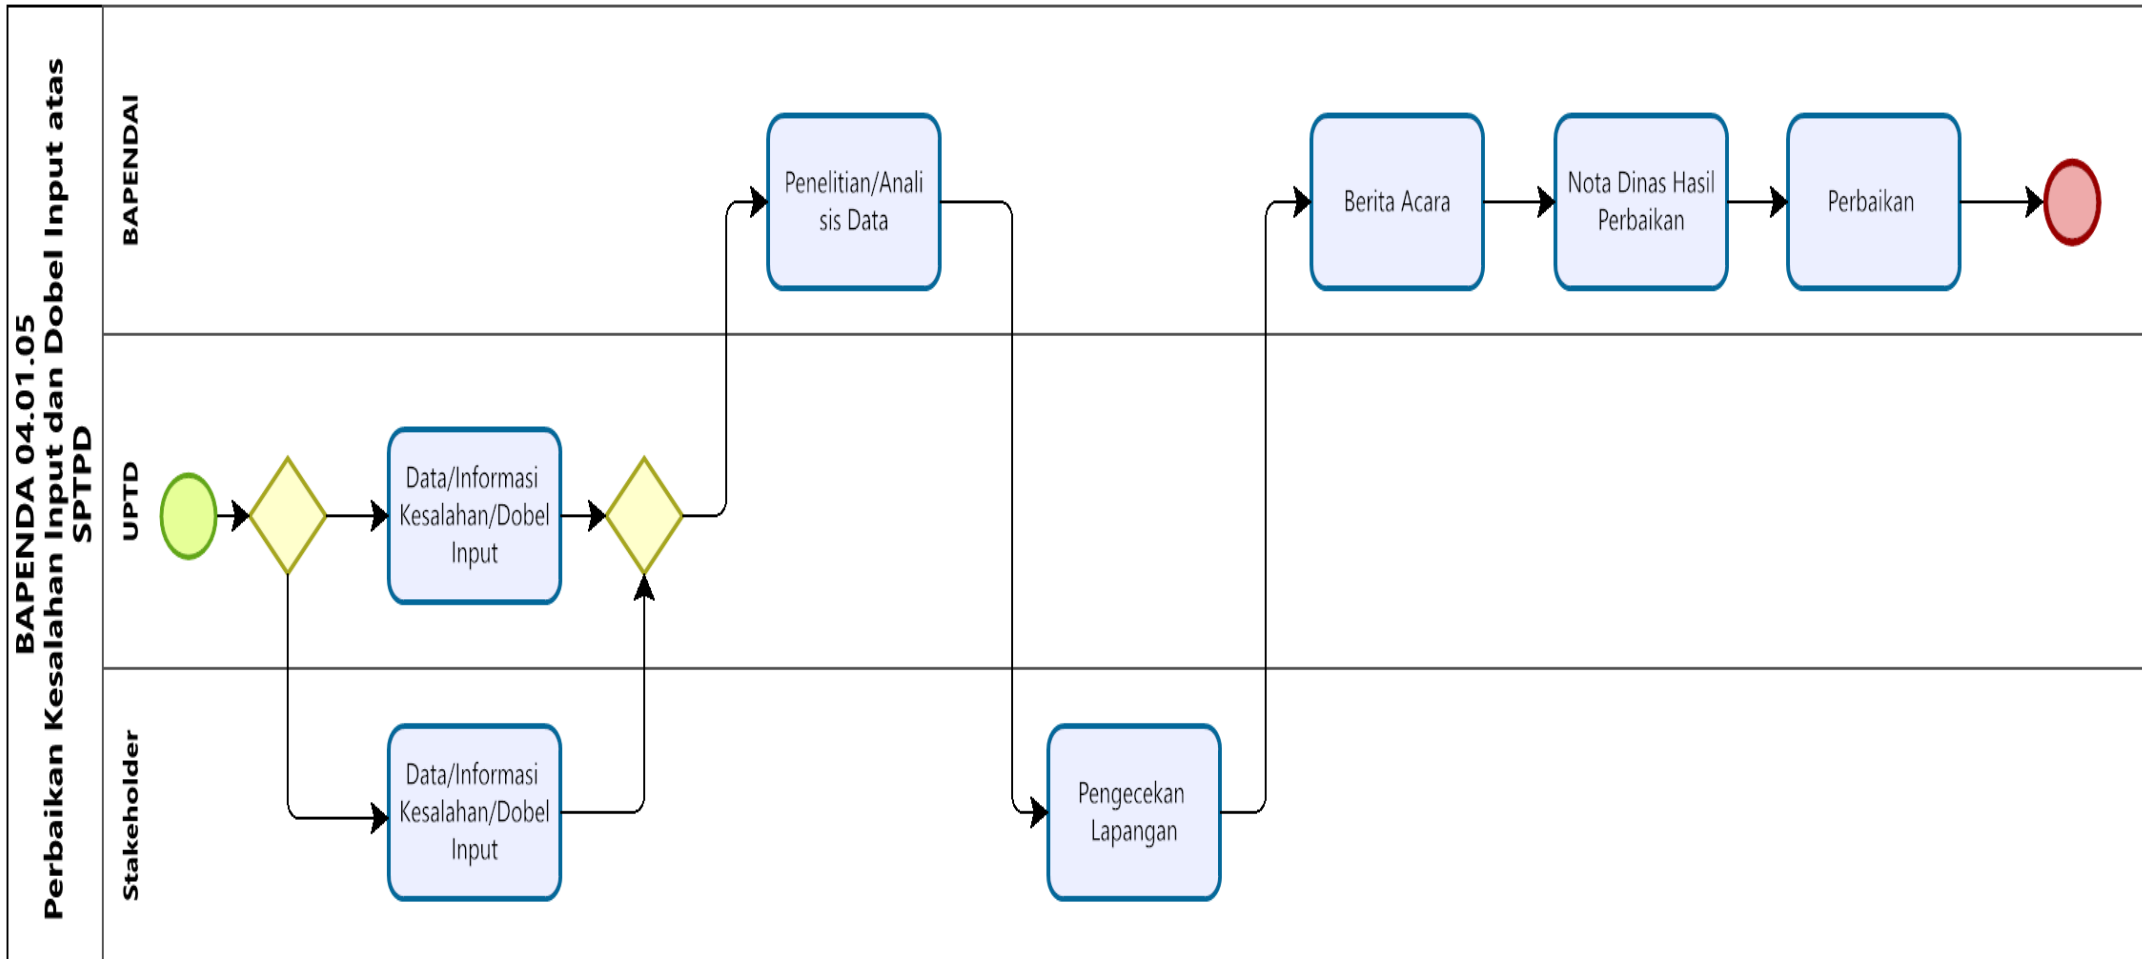 BAPENDA 04.01.05
Perbaikan Kesalahan Input dan Dobel Input atas
SPTPD
BAPENDAI
Penelitian/Anali
sis Data
Berita Acara
Nota Dinas Hasil
Perbaikan
Perbaikan
UPTD
Data/Informasi
Kesalahan/Dobel
Input
Stakeholder
Data/Informasi
Kesalahan/Dobel
Input
Pengecekan
Lapangan